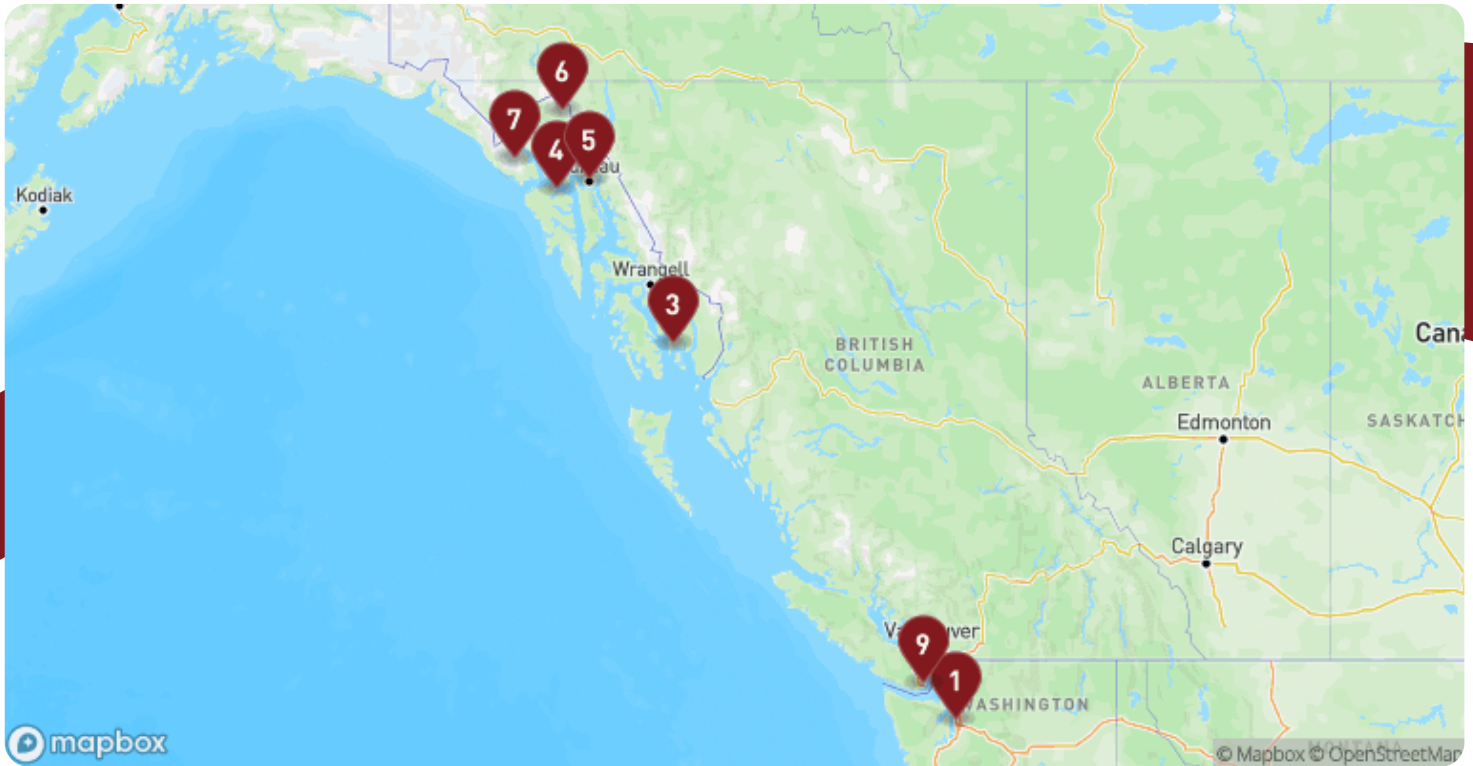 6
7
4
5
Kodiak
Wrangell
3
BRITISH
COLUMBIA
ALBERTA
Cana
Edmonton
SASKATCH
Calgary
9
1
WASHINGTON
mapbox
© Mapbox © OpenStreetMap